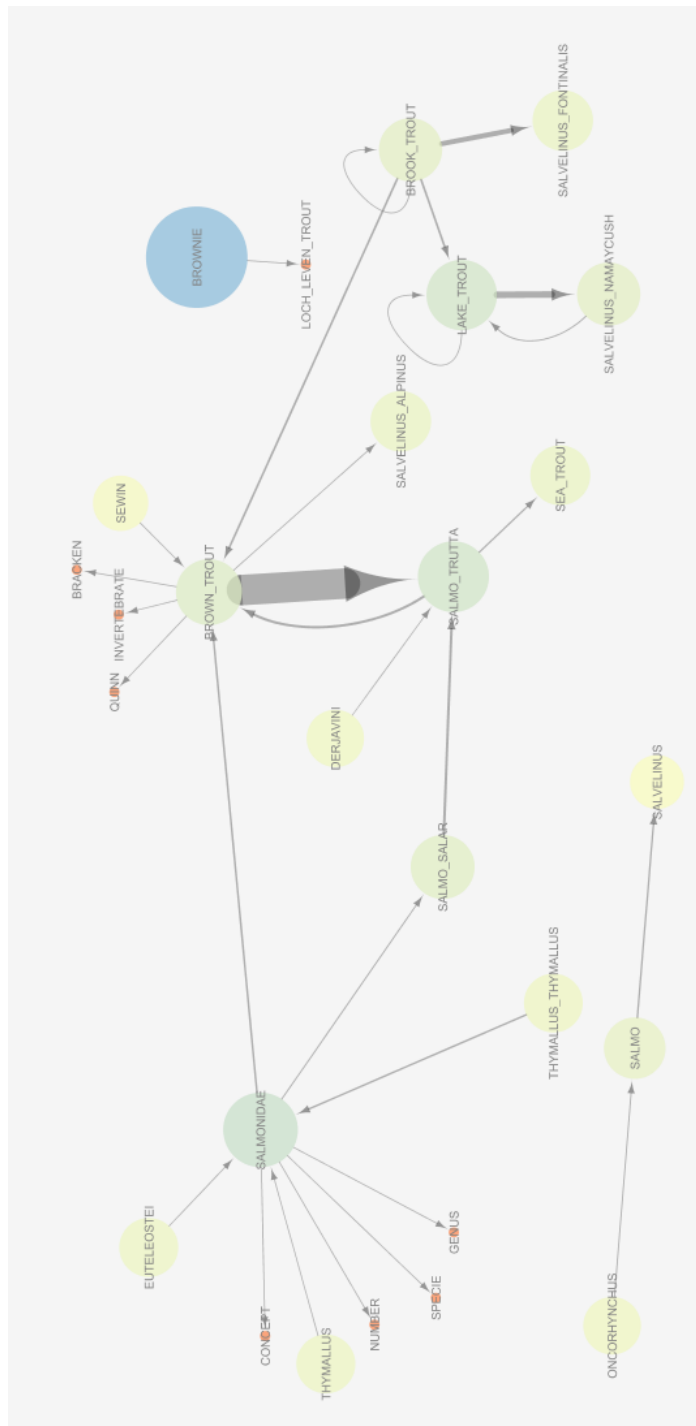 SALVELINUS_FONTINALIS
BROOK_TROUT
BROWNIE
LOCH_LEVEN_TROUT
LAKE_TROUT
SALVELINUS_NAMAYCUSH
SALVELINUS_ALPINUS
SEA_TROUT
SEWIN
BRACKEN
INVERTEBRATE
QUINN
BROWN_TROUT
SALMO_TRUTTA
DERJAVINI
SALVELINUS
SALMO_SALAR
THYMALLUS_THYMALLUS
SALMO
SALMONIDAE
EUTELEOSTEI
GENUS
SPECIE
NUMBER
CONCEPT
THYMALLUS
ONCORHYNCHUS